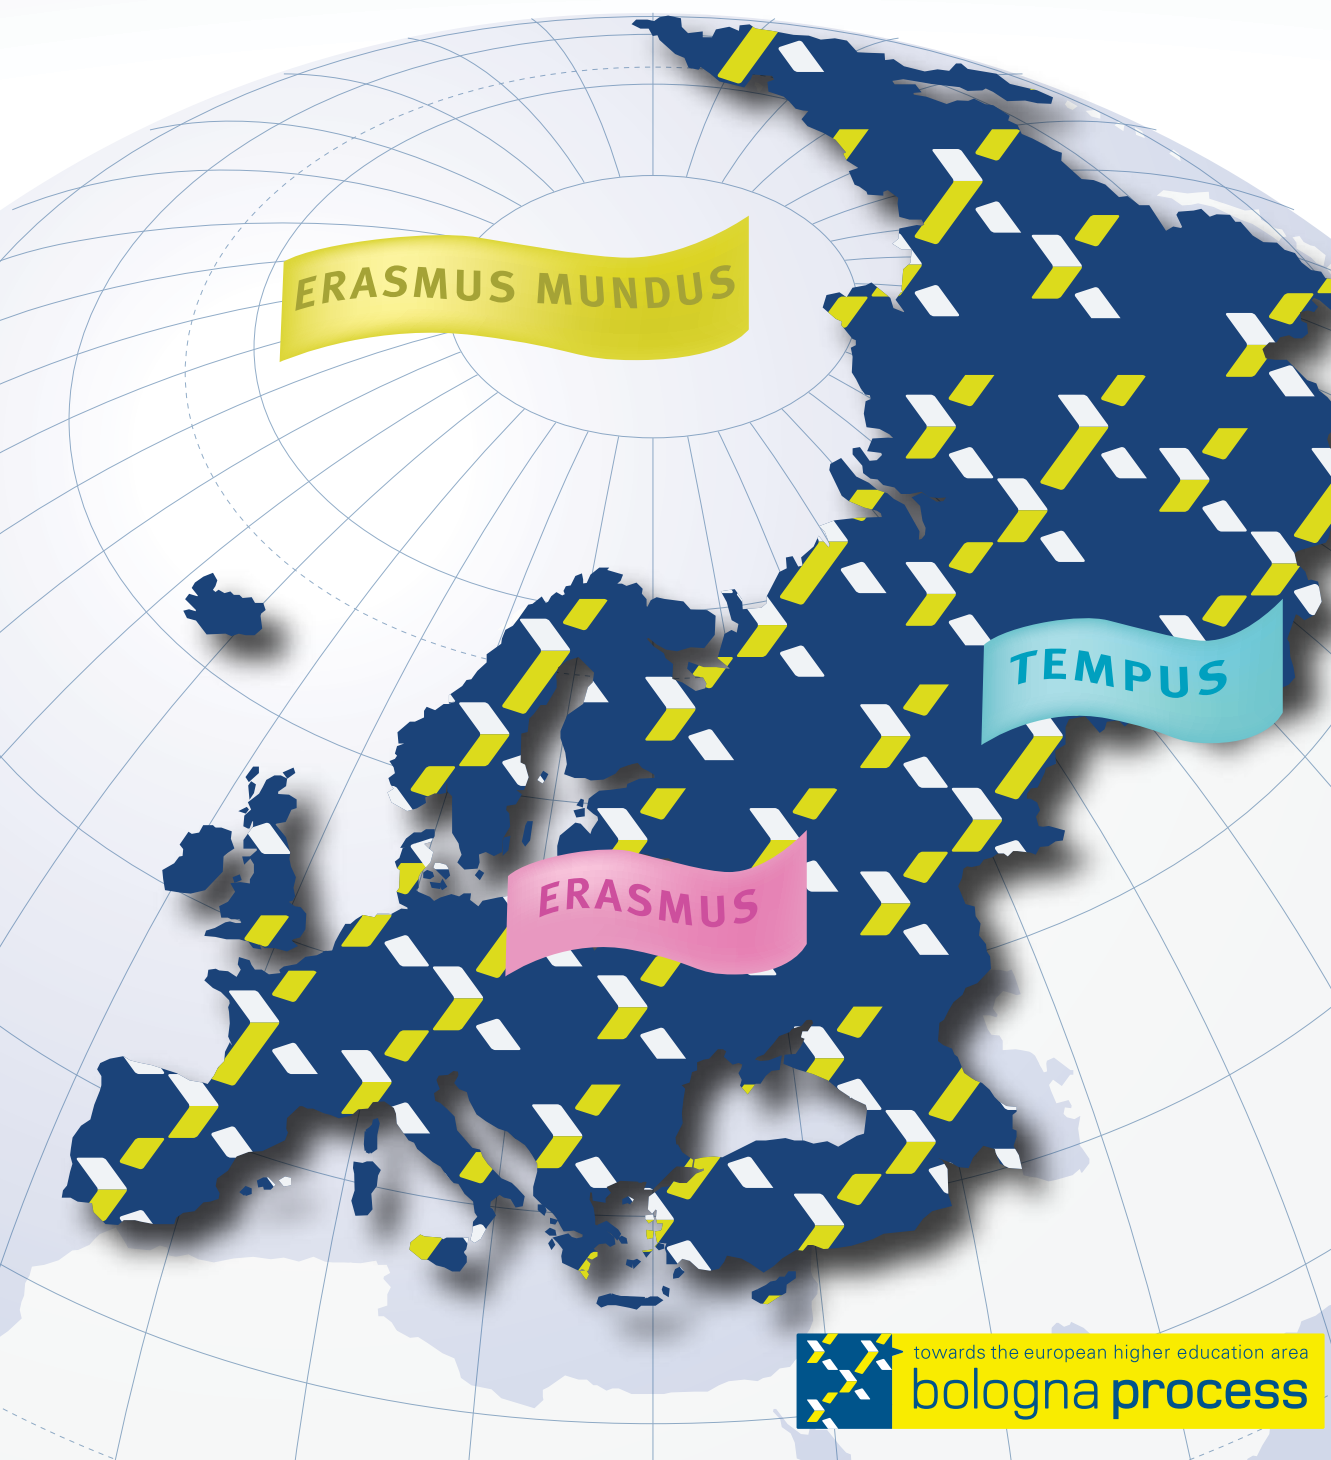 ERASMUS MUNDUS
TEMPUS
ERASMUS
towards the european higher education area
bologna process